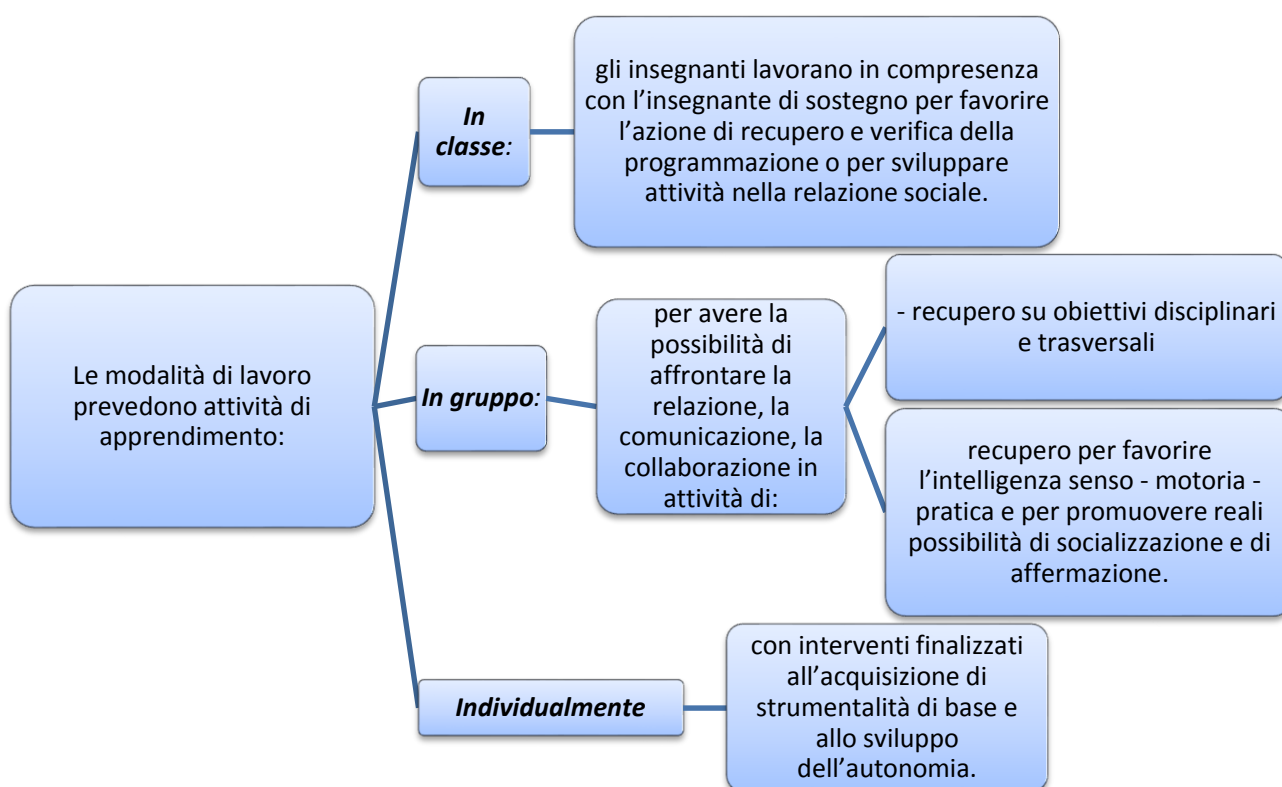 Le modalità di lavoro
prevedono attività di
apprendimento:
In
classe:
gli insegnanti lavorano in compresenza
con l’insegnante di sostegno per favorire
l’azione di recupero e verifica della
programmazione o per sviluppare
attività nella relazione sociale.
In gruppo:
per avere la
possibilità di
affrontare la
relazione, la
comunicazione, la
collaborazione in
attività di:
- recupero su obiettivi disciplinari
e trasversali
recupero per favorire
l’intelligenza senso - motoria -
pratica e per promuovere reali
possibilità di socializzazione e di
affermazione.
Individualmente
con interventi finalizzati
all’acquisizione di
strumentalità di base e
allo sviluppo
dell’autonomia.